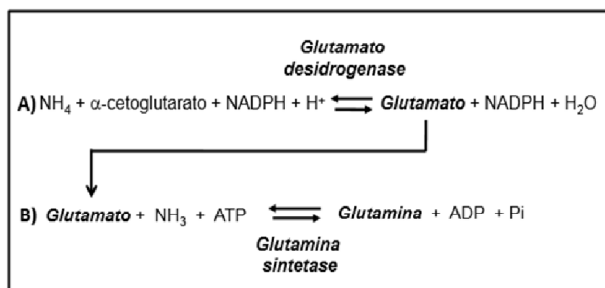 Glutamato
desidrogenase
A) NH4 + α-cetoglutarato + NADPH + H+ ⇌ Glutamato + NADPH + H2O
B) Glutamato + NH3 + ATP ⇌ Glutamina + ADP + Pi
Glutamina
sintetase